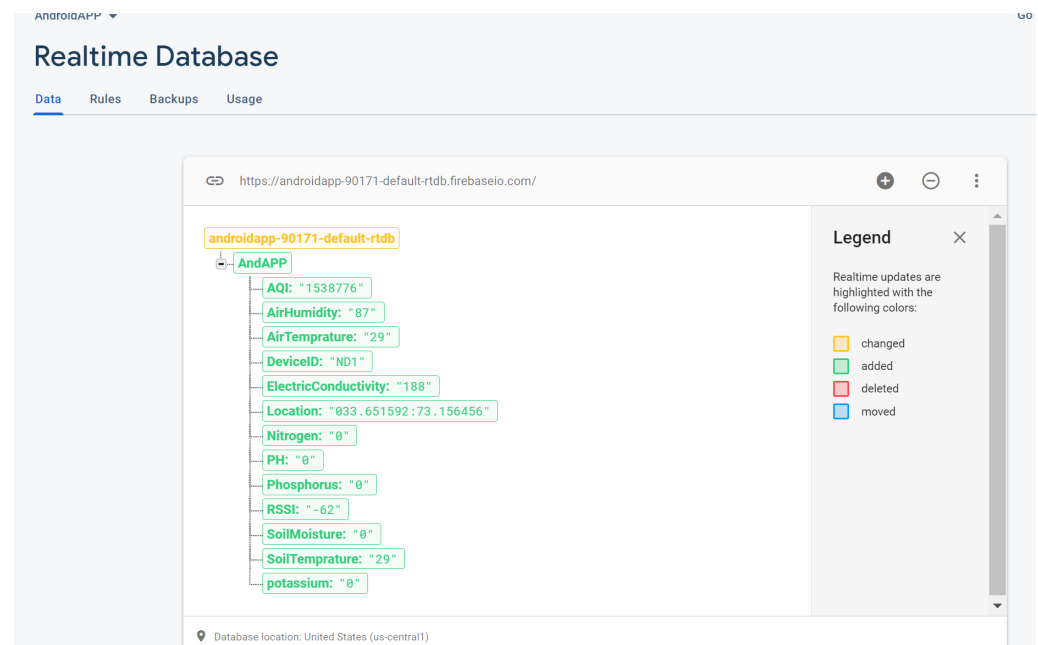 AndroidAPP
Go
Realtime Database
Data Rules Backups Usage
https://androidapp-90171-default-rtdb.firebaseio.com/
androidapp-90171-default-rtdb
AndAPP
AQI: "1538776"
AirHumidity: "87"
AirTemprature: "29"
DeviceID: "ND1"
ElectricConductivity: "188"
Location: "033.651592:73.156456"
Nitrogen: "0"
PH: "0"
Phosphorus: "0"
RSSI: "-62"
SoilMoisture: "0"
SoilTemprature: "29"
potassium: "0"
Legend
Realtime updates are
highlighted with the
following colors:
changed
added
deleted
moved
Database location: United States (us-central1)